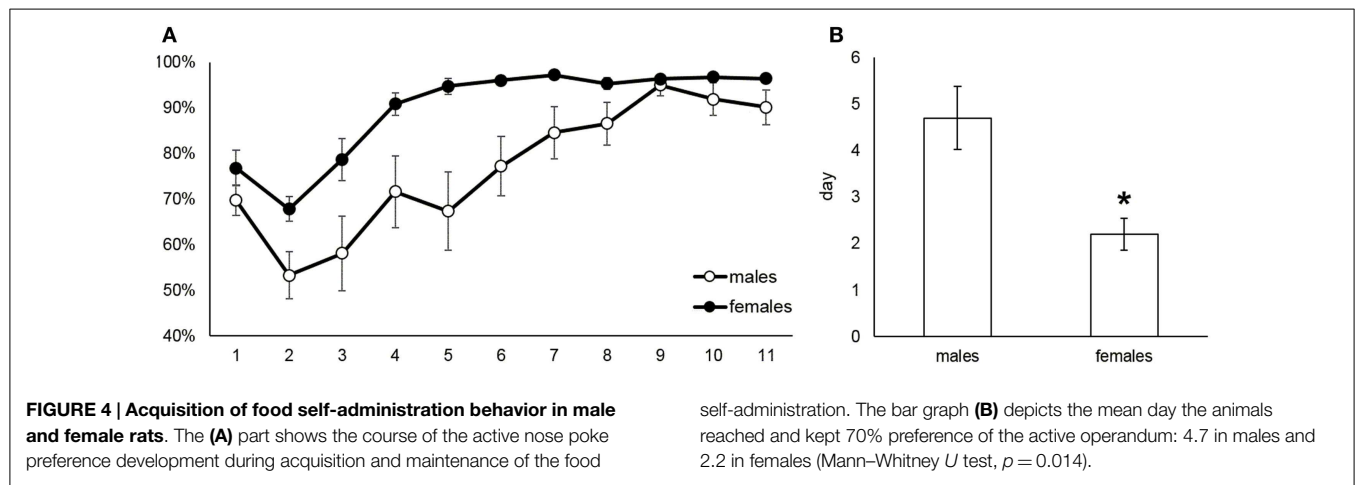 A
100%
90%
80%
70%
60%
50%
40%
1 2 3 4 5 6 7 8 9 10 11
males
females
B
6
5
4
3
2
1
0
day
*
males females
FIGURE 4 | Acquisition of food self-administration behavior in male
and female rats. The (A) part shows the course of the active nose poke
preference development during acquisition and maintenance of the food
self-administration. The bar graph (B) depicts the mean day the animals
reached and kept 70% preference of the active operandum: 4.7 in males and
2.2 in females (Mann–Whitney U test, p = 0.014).